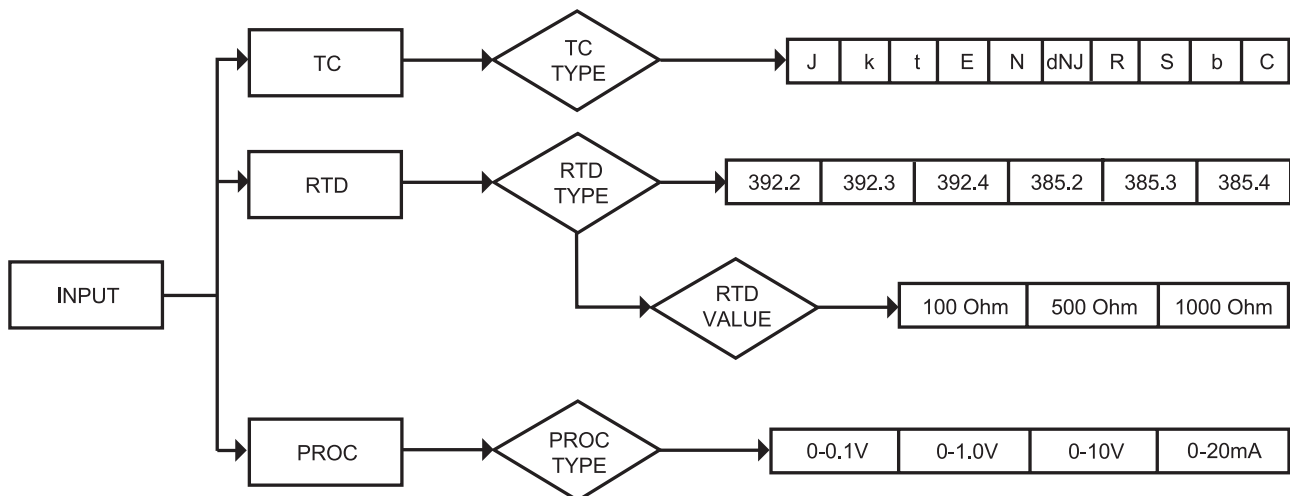 TC
TC
TYPE
J k t E N dNJ R S b C
RTD
RTD
TYPE
392.2 392.3 392.4 385.2 385.3 385.4
INPUT
RTD
VALUE
100 Ohm 500 Ohm 1000 Ohm
PROC
PROC
TYPE
0-0.1V 0-1.0V 0-10V 0-20mA